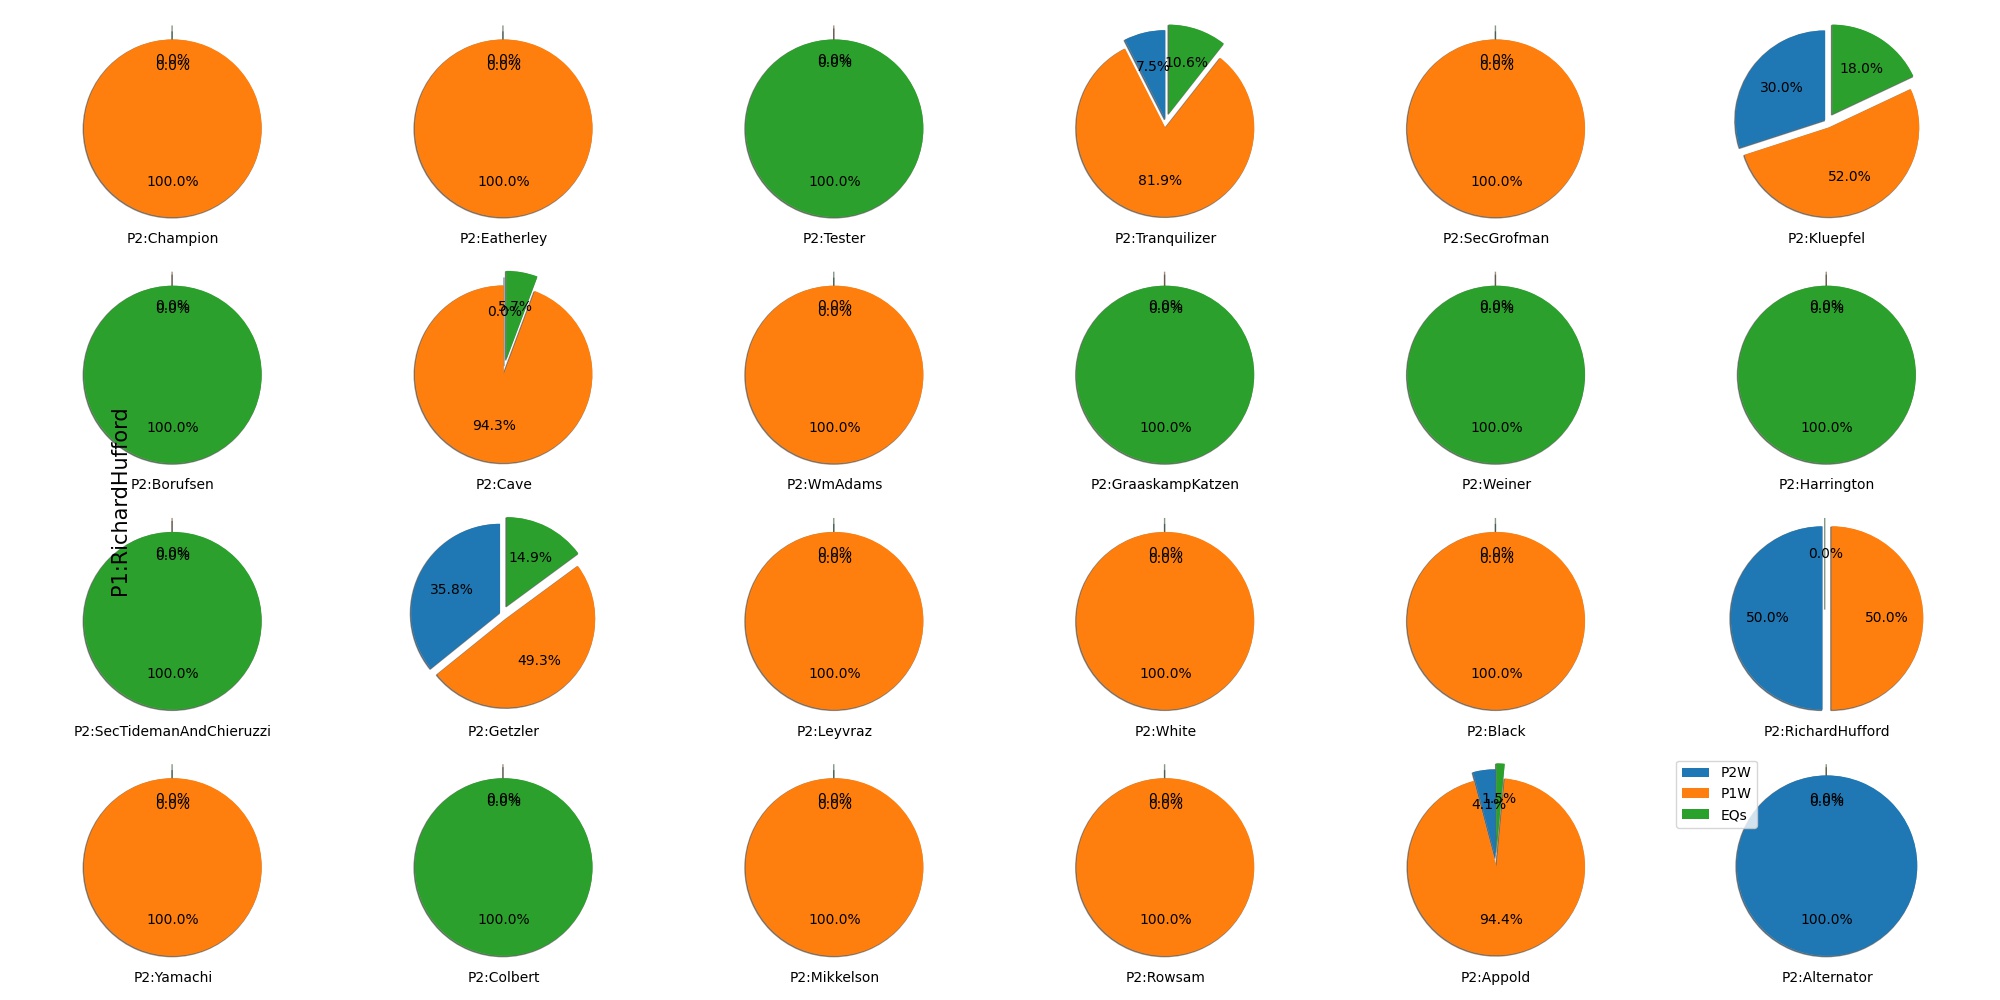 0.0%
0.0%
100.0%
P2:Champion
0.0%
0.0%
100.0%
P2:Eatherley
0.0%
0.0%
100.0%
P2:Tester
7.5%
10.6%
81.9%
P2:Tranquilizer
0.0%
0.0%
100.0%
P2:SecGrofman
30.0%
18.0%
52.0%
P2:Kluepfel
P1:RichardHufford
0.0%
0.0%
100.0%
P2:Borufsen
5.7%
0.0%
94.3%
P2:Cave
0.0%
0.0%
100.0%
P2:WmAdams
0.0%
0.0%
100.0%
P2:GraaskampKatzen
0.0%
0.0%
100.0%
P2:Weiner
0.0%
0.0%
100.0%
P2:Harrington
0.0%
0.0%
100.0%
P2:SecTidemanAndChieruzzi
14.9%
35.8%
49.3%
P2:Getzler
0.0%
0.0%
100.0%
P2:Leyvraz
0.0%
0.0%
100.0%
P2:White
0.0%
0.0%
100.0%
P2:Black
0.0%
50.0%
50.0%
P2:RichardHufford
0.0%
0.0%
100.0%
P2:Yamachi
0.0%
0.0%
100.0%
P2:Colbert
0.0%
0.0%
100.0%
P2:Mikkelson
0.0%
0.0%
100.0%
P2:Rowsam
1.5%
4.1%
94.4%
P2:Appold
P2W
P1W
EQs
0.0%
0.0%
100.0%
P2:Alternator